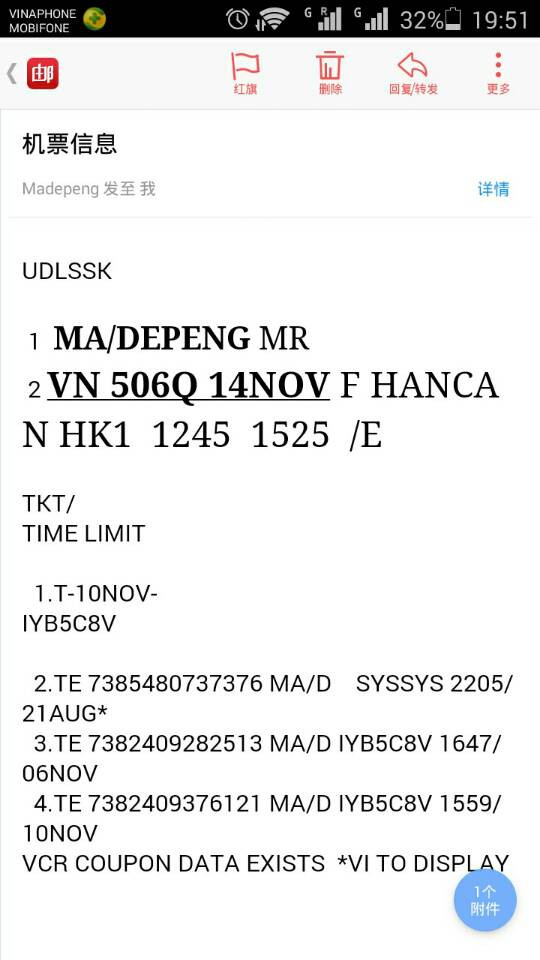 VINAPHONE
MOBIFONE
G R G 32% 19:51
邮
红旗 删除 回复/转发 更多
机票信息
Madepeng 发至 我 详情
UDLSSK
1 MA/DEPENG MR
2 VN 506Q 14NOV F HANCA
N HK1 1245 1525 /E
TKT/
TIME LIMIT
1.T-10NOV-
IYB5C8V
2.TE 7385480737376 MA/D SYSSYS 2205/
21AUG*
3.TE 7382409282513 MA/D IYB5C8V 1647/
06NOV
4.TE 7382409376121 MA/D IYB5C8V 1559/
10NOV
VCR COUPON DATA EXISTS *VI TO DISPLAY
1个
附件